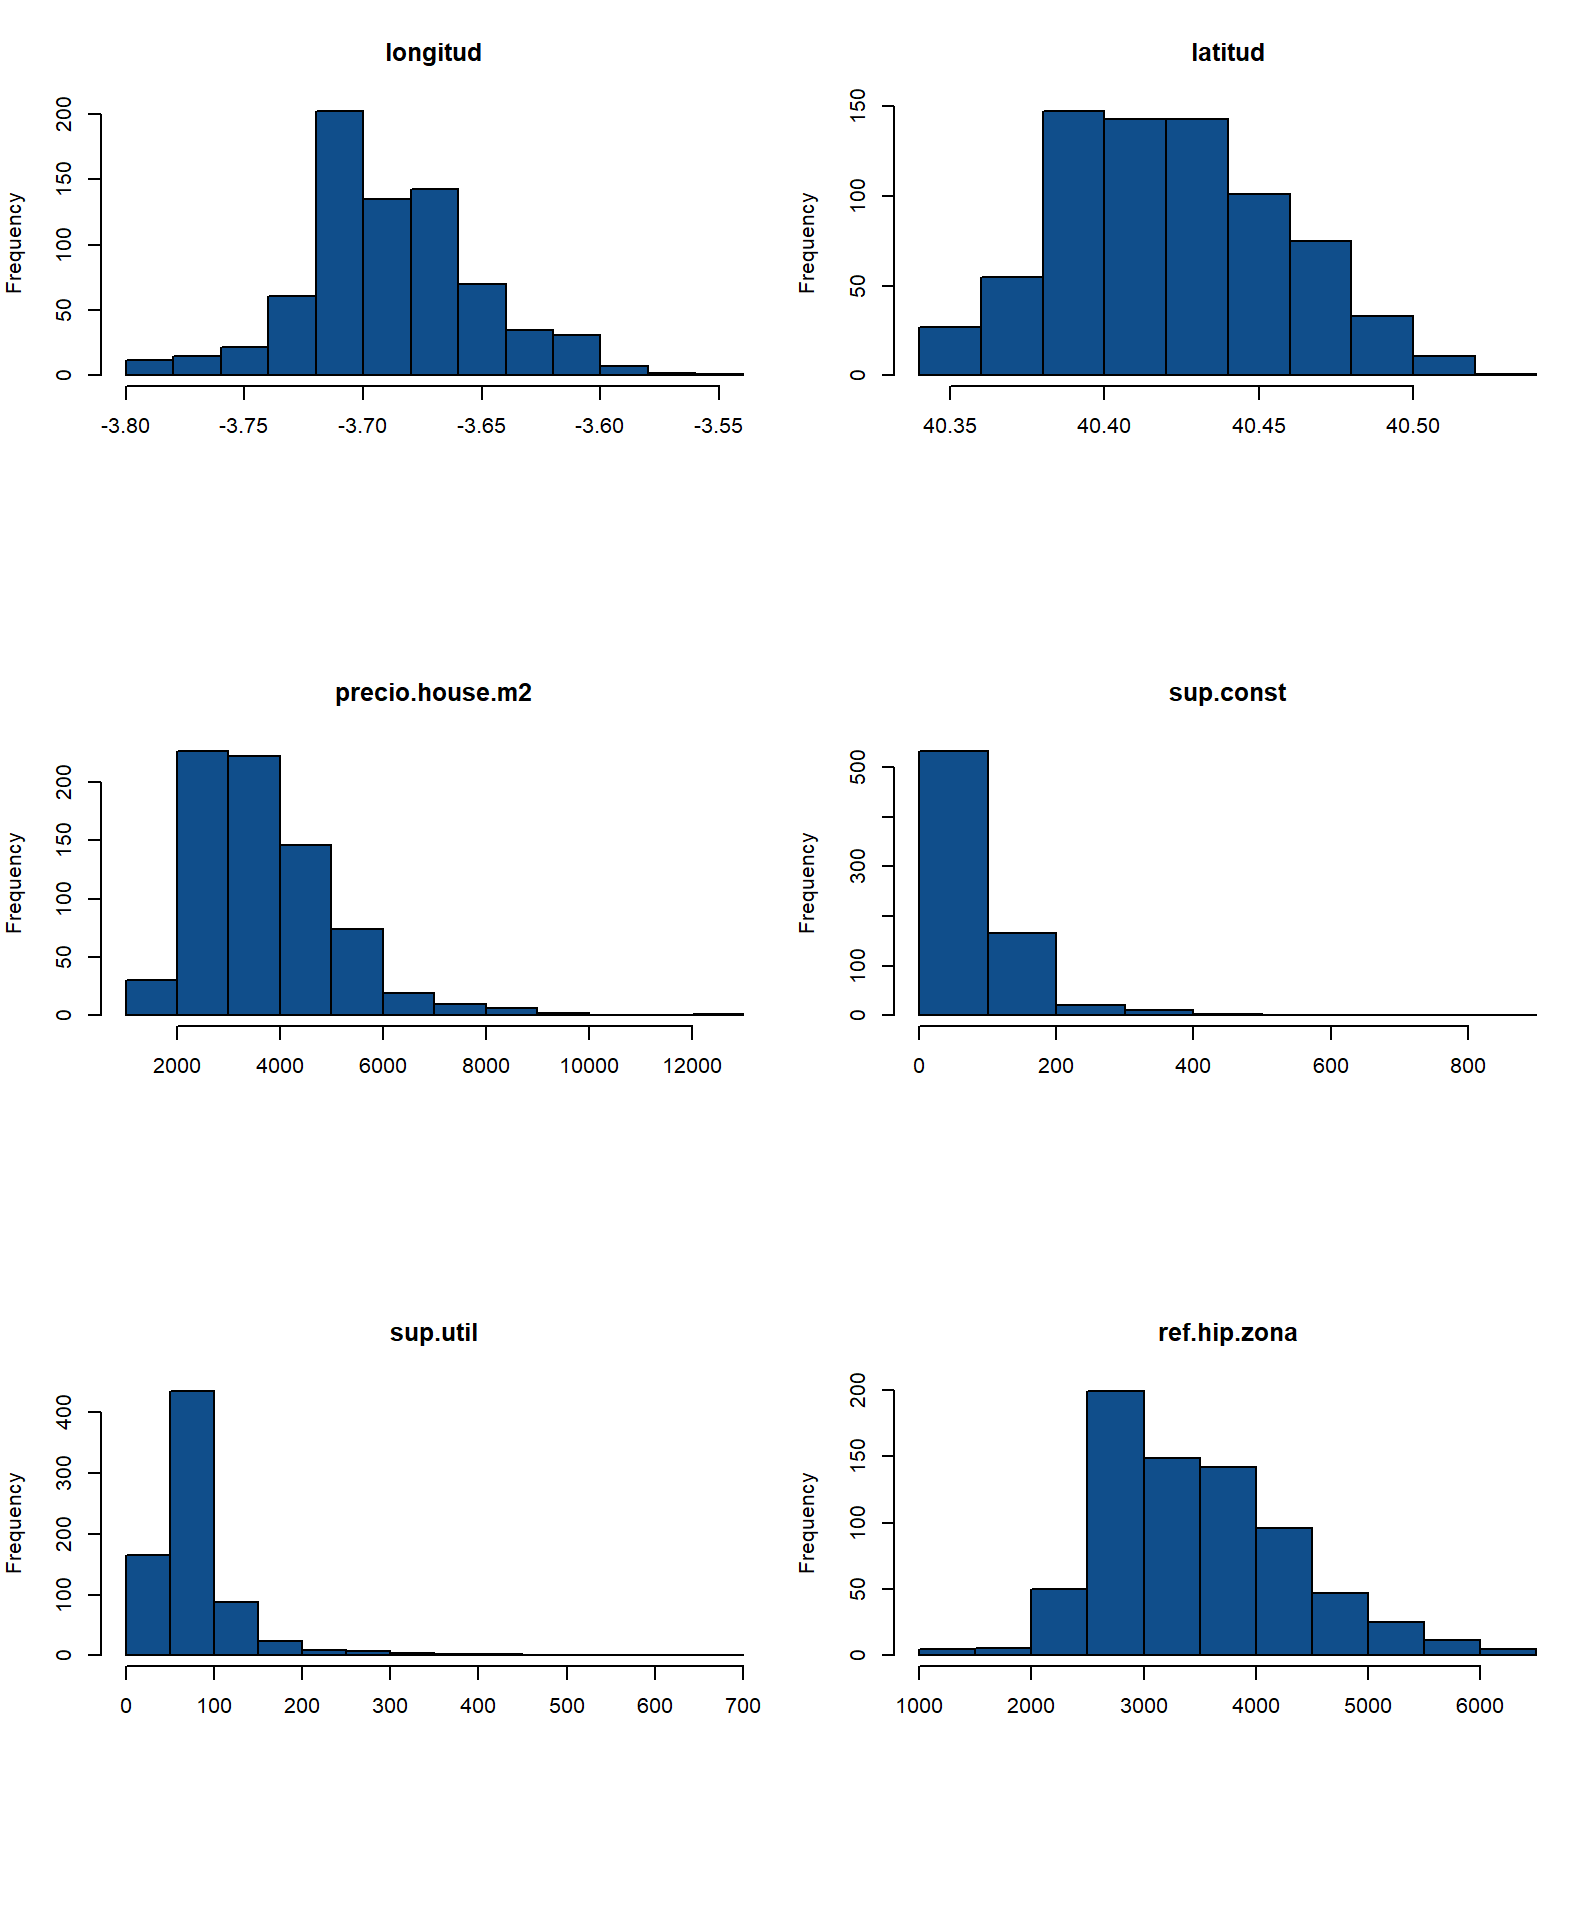 longitud
Frequency
0 50 100 150 200
-3.80 -3.75 -3.70 -3.65 -3.60 -3.55
latitud
Frequency
0 50 100 150
40.35 40.40 40.45 40.50
precio.house.m2
Frequency
0 50 100 150 200
2000 4000 6000 8000 10000 12000
sup.const
Frequency
0 100 300 500
0 200 400 600 800
sup.util
Frequency
0 100 200 300 400
0 100 200 300 400 500 600 700
ref.hip.zona
Frequency
0 50 100 150 200
1000 2000 3000 4000 5000 6000